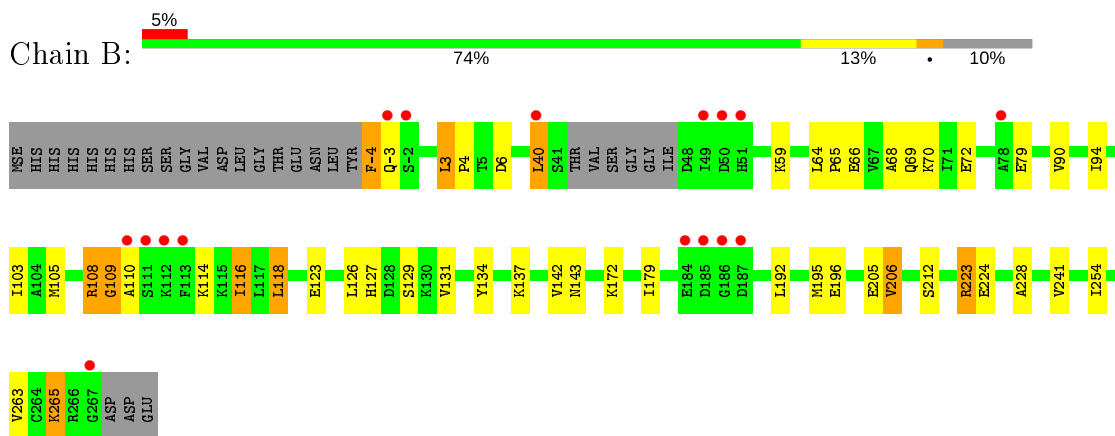 5%
Chain B:
74% 13% • 10%
MSE HIS HIS HIS HIS HIS HIS SER SER GLY VAL ASP LEU GLY THR GLU ASN LEU TYR F-4 Q-3 S-2 L3 P4 T5 D6 L40 S41 THR VAL SER GLY GLY ILE D48 I49 D50 H51 K59 L64 P65 E66 V67 A68 Q69 K70 I71 E72 A78 E79 V90 I94
I103 A104 M105 R108 G109 A110 S111 K112 F113 K114 K115 I116 L117 L118 E123 L126 H127 D128 S129 K130 V131 Y134 K137 V142 N143 K172 I179 E184 D185 G186 D187 L192 M195 E196 E205 V206 S212 R223 E224 A228 V241 I254
V263 C264 K265 R266 G267 ASP ASP GLU